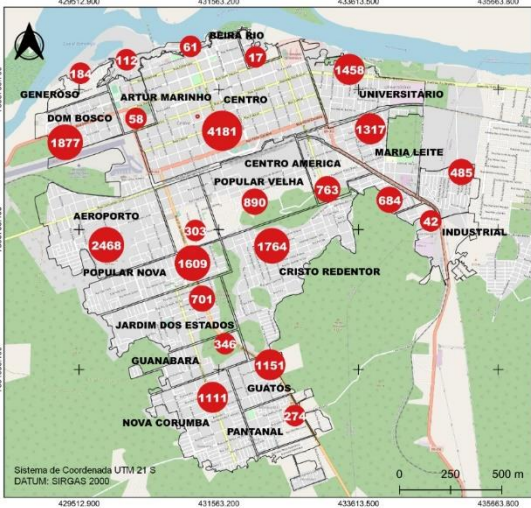 429512.900 431563.200 433613.500 435663.800
BEIRA RIO
61
17
112
184
1458
GENEROSO
ARTUR MARINHO
CENTRO
UNIVERSITÁRIO
DOM BOSCO
58
4181
1317
1877
MARIA LEITE
CENTRO AMERICA
485
POPULAR VELHA
763
890
684
AEROPORTO
303
42
2468
1764
INDUSTRIAL
1609
POPULAR NOVA
CRISTO REDENTOR
701
JARDIM DOS ESTADOS
346
GUANABARA
1151
GUATOS
1111
274
NOVA CORUMBA
PANTANAL
Sistema de Coordenada UTM 21 S
DATUM: SIRGAS 2000
0 250 500 m
429512.900 431563.200 433613.500 435663.800